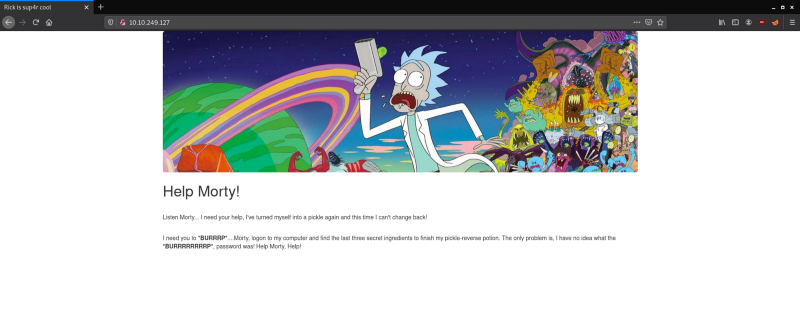 Rick is sup4r cool
10.10.249.127
Help Morty!
Listen Morty... I need your help, I've turned myself into a pickle again and this time I can't change back!
I need you to *BURRRP*....Morty, logon to my computer and find the last three secret ingredients to finish my pickle-reverse potion. The only problem is, I have no idea what the
*BURRRRRRRRP*, password was! Help Morty, Help!